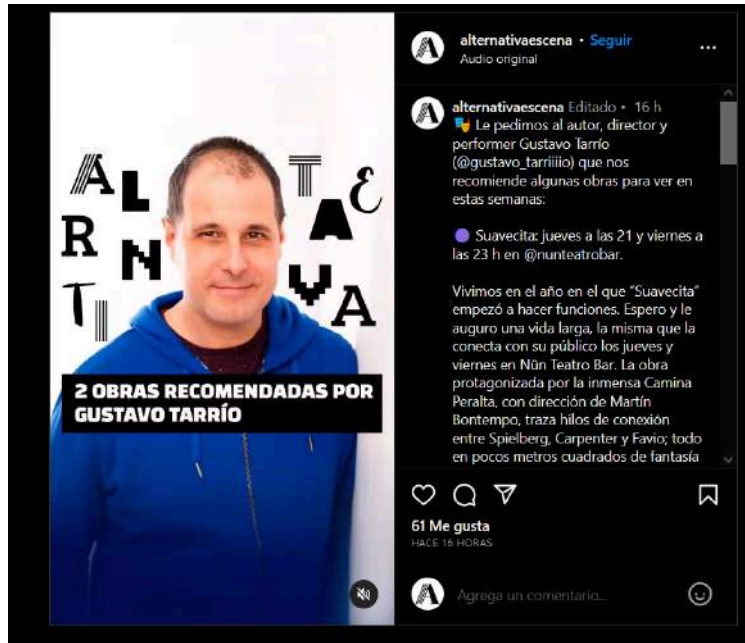 ALTERNATIVA
2 OBRAS RECOMENDADAS POR
GUSTAVO TARRÍO
alternativaescena • Seguir
Audio original
alternativaescena Editado • 16 h
🎭 Le pedimos al autor, director y
performer Gustavo Tarrío
(@gustavo_tarriiiio) que nos
recomiende algunas obras para ver en
estas semanas:
🟣 Suavecita: jueves a las 21 y viernes a
las 23 h en @nunteatrobar.
Vivimos en el año en el que "Suavecita"
empezó a hacer funciones. Espero y le
auguro una vida larga, la misma que la
conecta con su público los jueves y
viernes en Nün Teatro Bar. La obra
protagonizada por la inmensa Camina
Peralta, con dirección de Martín
Bontempo, traza hilos de conexión
entre Spielberg, Carpenter y Favio; todo
en pocos metros cuadrados de fantasía
61 Me gusta
HACE 16 HORAS
Agrega un comentario...